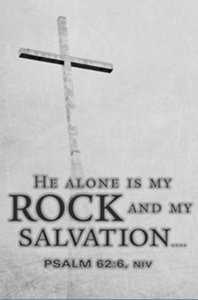 HE ALONE IS MY
ROCK AND MY
SALVATION....
PSALM 62:6, NIV